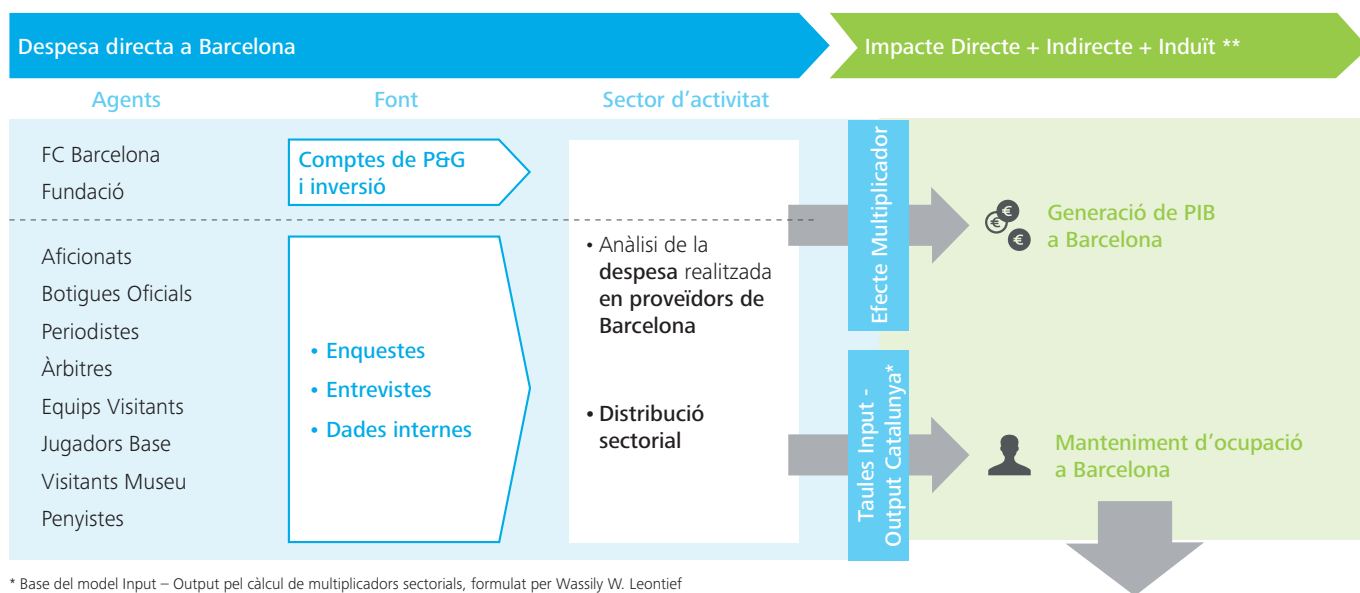 Despesa directa a Barcelona
Impacte Directe + Indirecte + Induït **
Agents
Font
Sector d'activitat
FC Barcelona
Fundació
Comptes de P&G
i inversió
Aficionats
Botigues Oficials
Periodistes
Àrbitres
Equips Visitants
Jugadors Base
Visitants Museu
Penyistes
• Enquestes
• Entrevistes
• Dades internes
• Anàlisi de la
despesa realitzada
en proveïdors de
Barcelona
• Distribució
sectorial
Efecte Multiplicador
Taules Input -
Output Catalunya*
€
€
€
Generació de PIB
a Barcelona
Manteniment d'ocupació
a Barcelona
* Base del model Input – Output pel càlcul de multiplicadors sectorials, formulat per Wassily W. Leontief